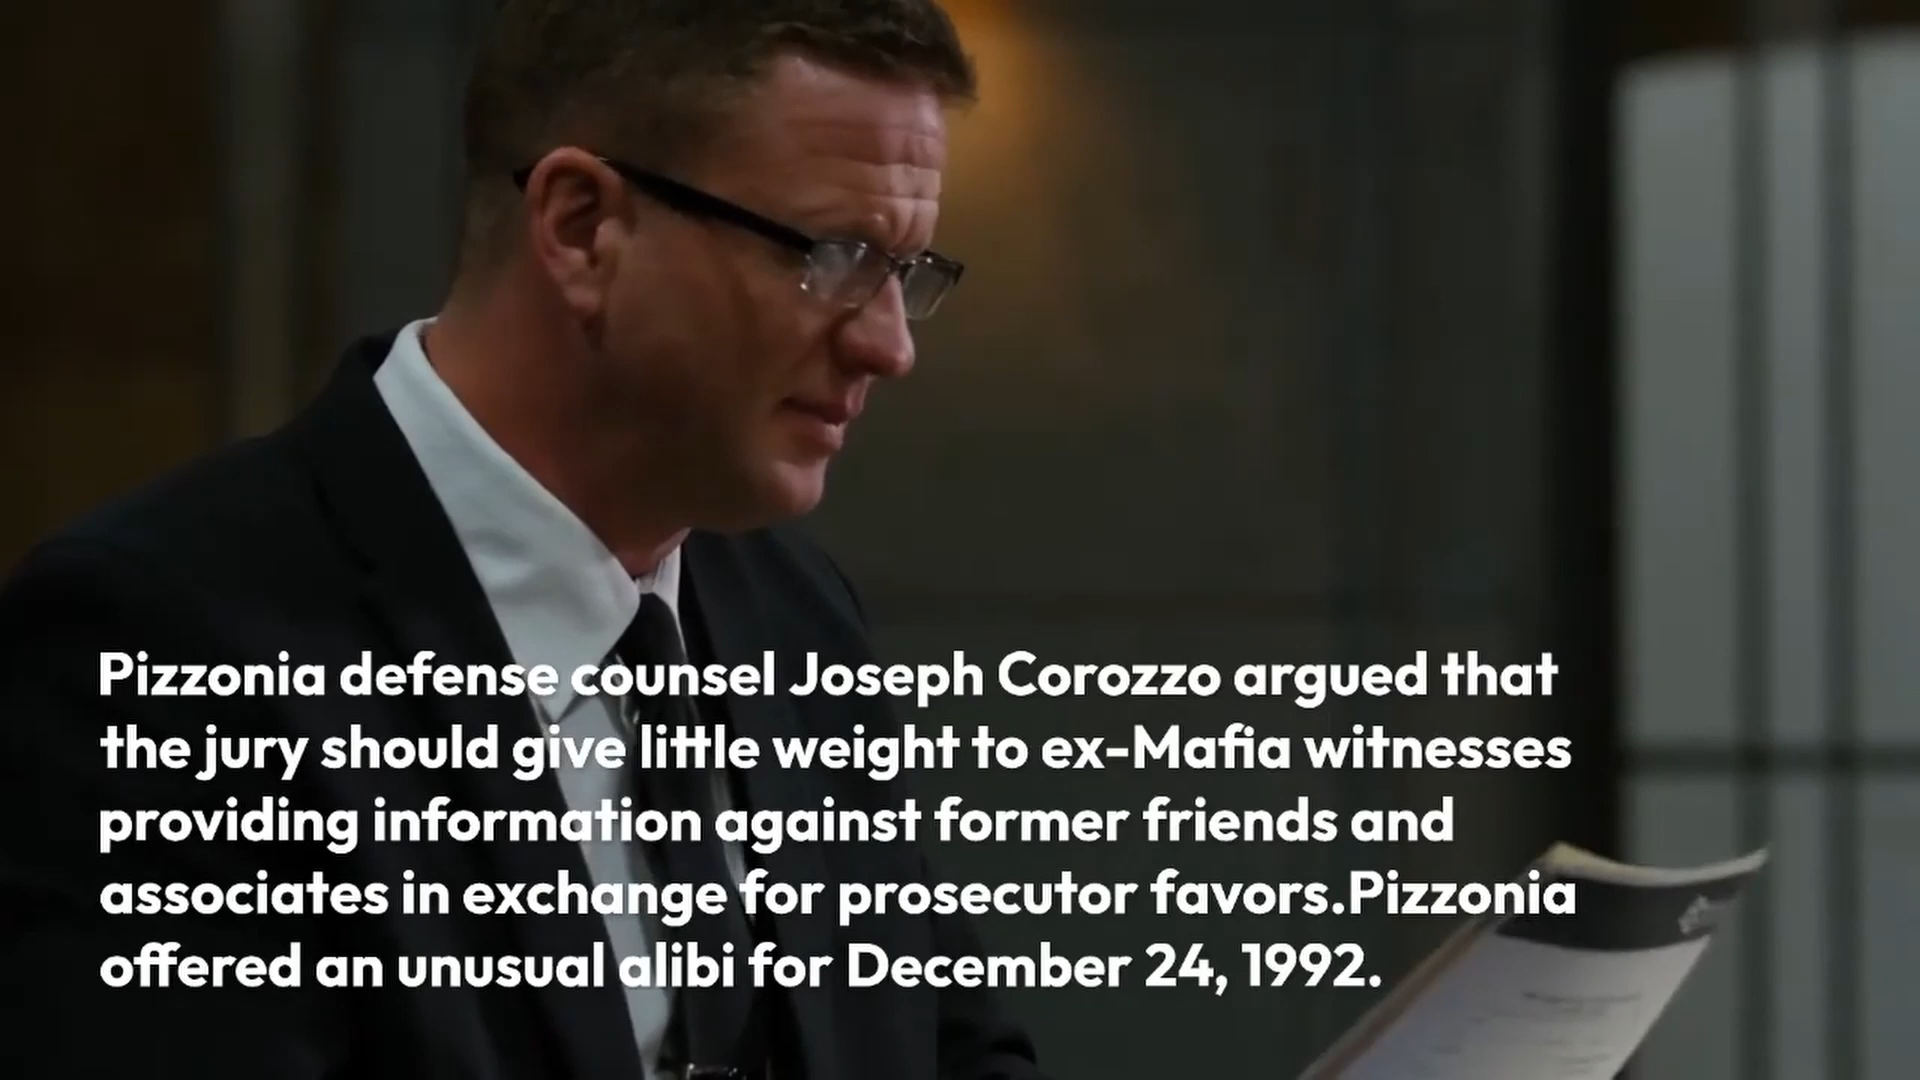 Pizzonia defense counsel Joseph Corozzo argued that
the jury should give little weight to ex-Mafia witnesses
providing information against former friends and
associates in exchange for prosecutor favors.Pizzonia
offered an unusual alibi for December 24, 1992.